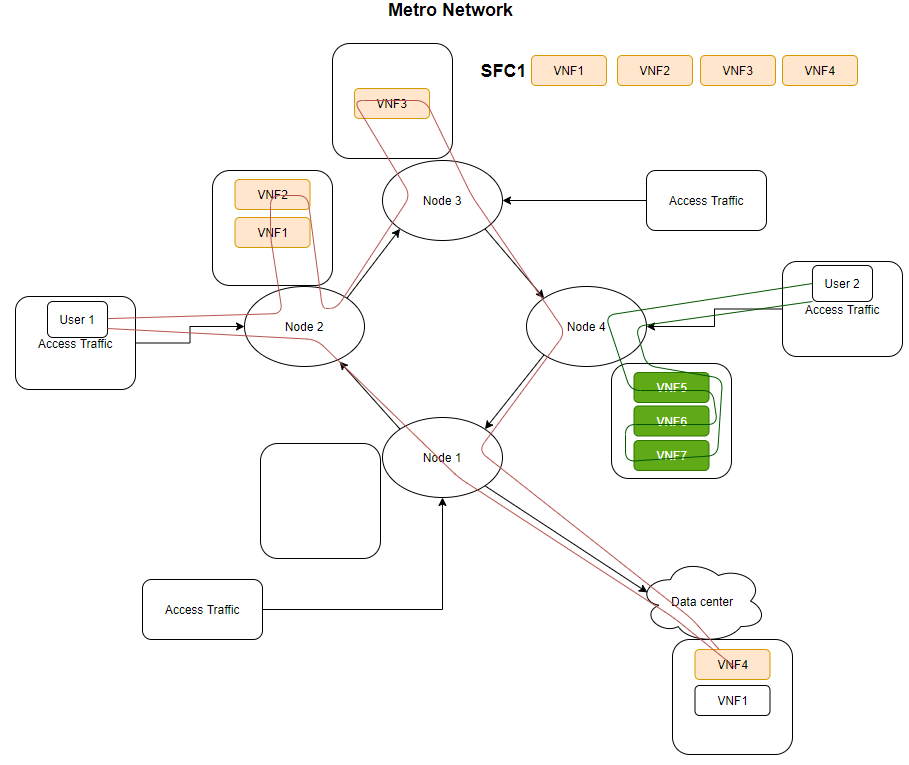 Metro Network
SFC1 VNF1 VNF2 VNF3 VNF4
VNF3
VNF2
VNF1
Node 3
Access Traffic
User 1
Access Traffic
Node 2
Node 4
User 2
Access Traffic
VNF5
VNF6
VNF7
Node 1
Access Traffic
Data center
VNF4
VNF1